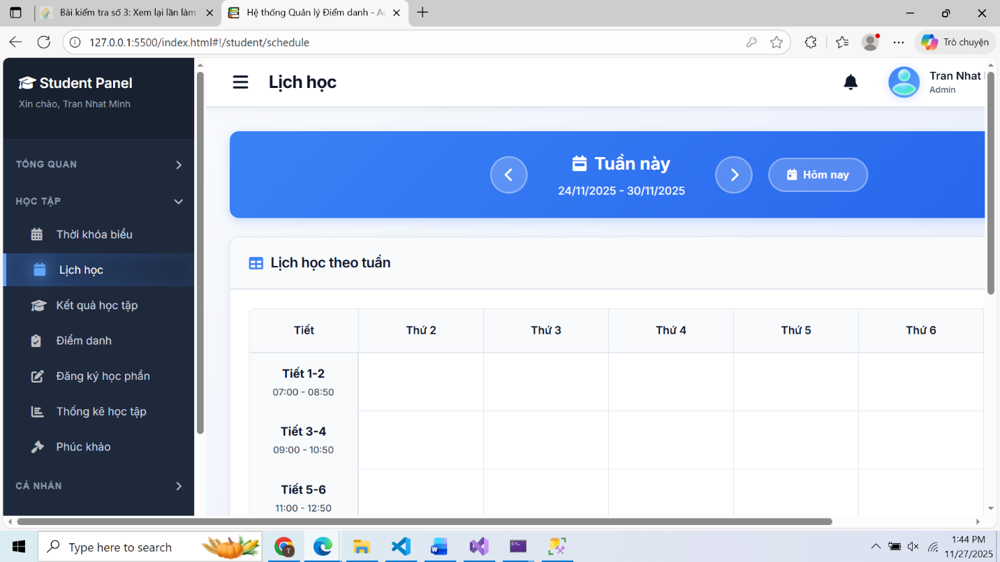 Bài kiểm tra số 3: Xem lại lần làm
Hệ thống Quản lý Điểm danh - Ad
127.0.0.1:5500/index.html#!/student/schedule
Trò chuyện
Student Panel
Xin chào, Tran Nhat Minh
TỔNG QUAN
HỌC TẬP
Thời khóa biểu
Lịch học
Kết quả học tập
Điểm danh
Đăng ký học phần
Thống kê học tập
Phúc khảo
CÁ NHÂN
Lịch học
Tran Nhat
Admin
Tuần này
24/11/2025 - 30/11/2025
Hôm nay
Lịch học theo tuần
Tiết Thứ 2 Thứ 3 Thứ 4 Thứ 5 Thứ 6
Tiết 1-2
07:00 - 08:50
Tiết 3-4
09:00 - 10:50
Tiết 5-6
11:00 - 12:50
Type here to search
1:44 PM
11/27/2025